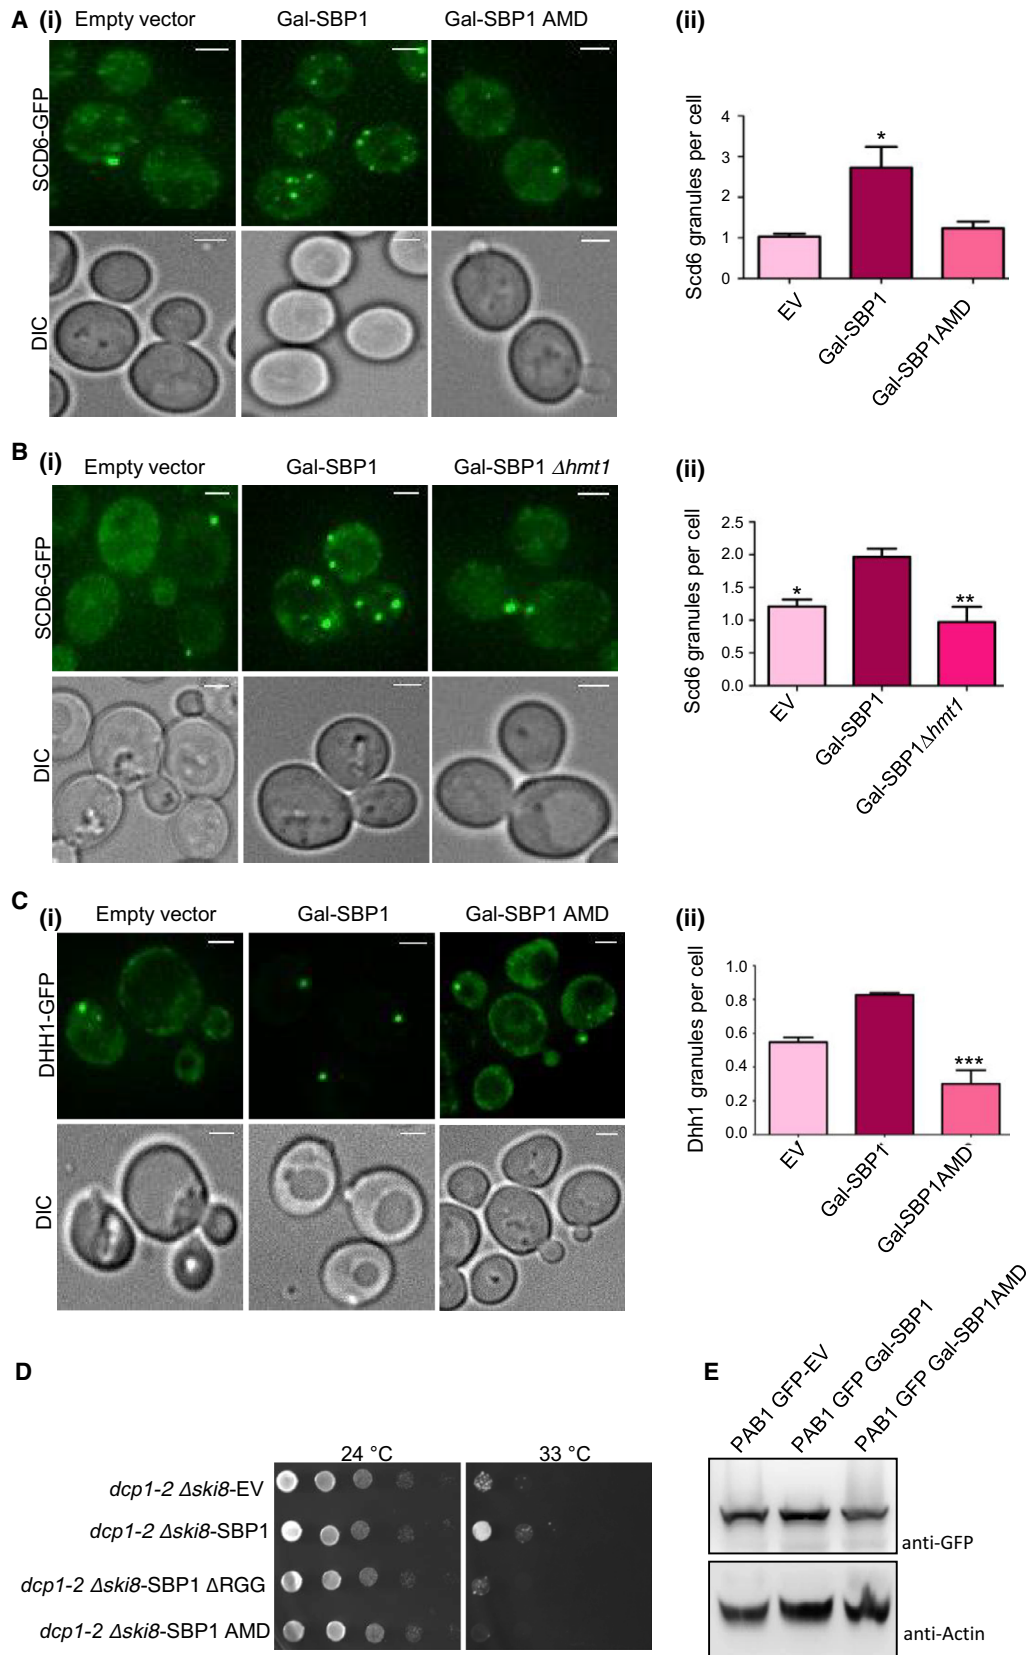 A (i) Empty vector Gal-SBP1 Gal-SBP1 AMD
SCD6-GFP
DIC
(ii)
Scd6 granules per cell
4
3
2
1
0
*
EV
Gal-SBP1
Gal-SBP1AMD
B (i) Empty vector Gal-SBP1 Gal-SBP1 Δhmt1
SCD6-GFP
DIC
(ii)
Scd6 granules per cell
2.5
2.0
1.5
1.0
0.5
0.0
*
**
EV
Gal-SBP1
Gal-SBP1Δhmt1
C (i) Empty vector Gal-SBP1 Gal-SBP1 AMD
DHH1-GFP
DIC
(ii)
Dhh1 granules per cell
1.0
0.8
0.6
0.4
0.2
0.0
***
EV
Gal-SBP1
Gal-SBP1AMD
D
24 °C 33 °C
dcp1-2 Δski8-EV
dcp1-2 Δski8-SBP1
dcp1-2 Δski8-SBP1 ΔRGG
dcp1-2 Δski8-SBP1 AMD
E
PAB1 GFP-EV
PAB1 GFP Gal-SBP1
PAB1 GFP Gal-SBP1AMD
anti-GFP
anti-Actin